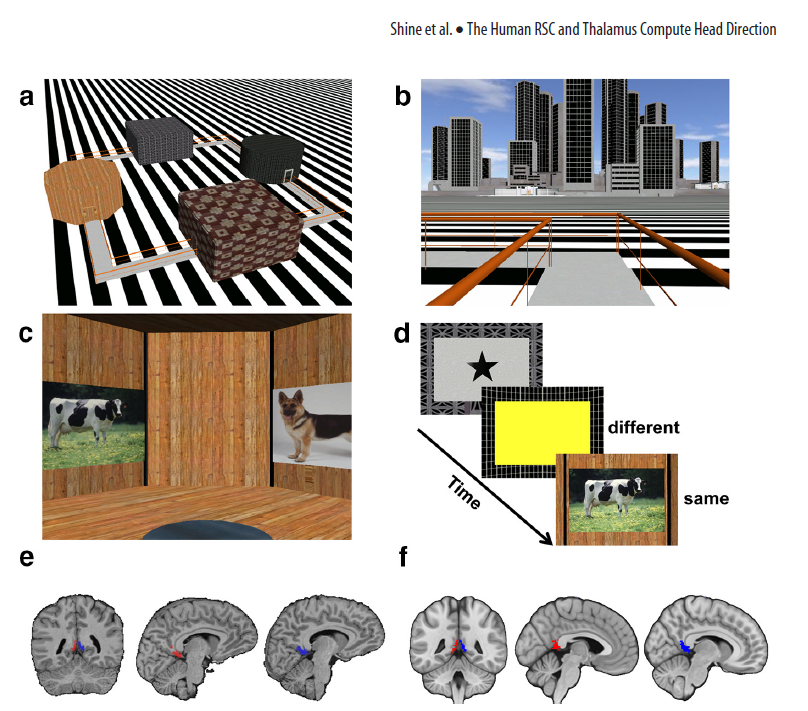 Shine et al. • The Human RSC and Thalamus Compute Head Direction
a
b
c
d
different
same
Time
e
f